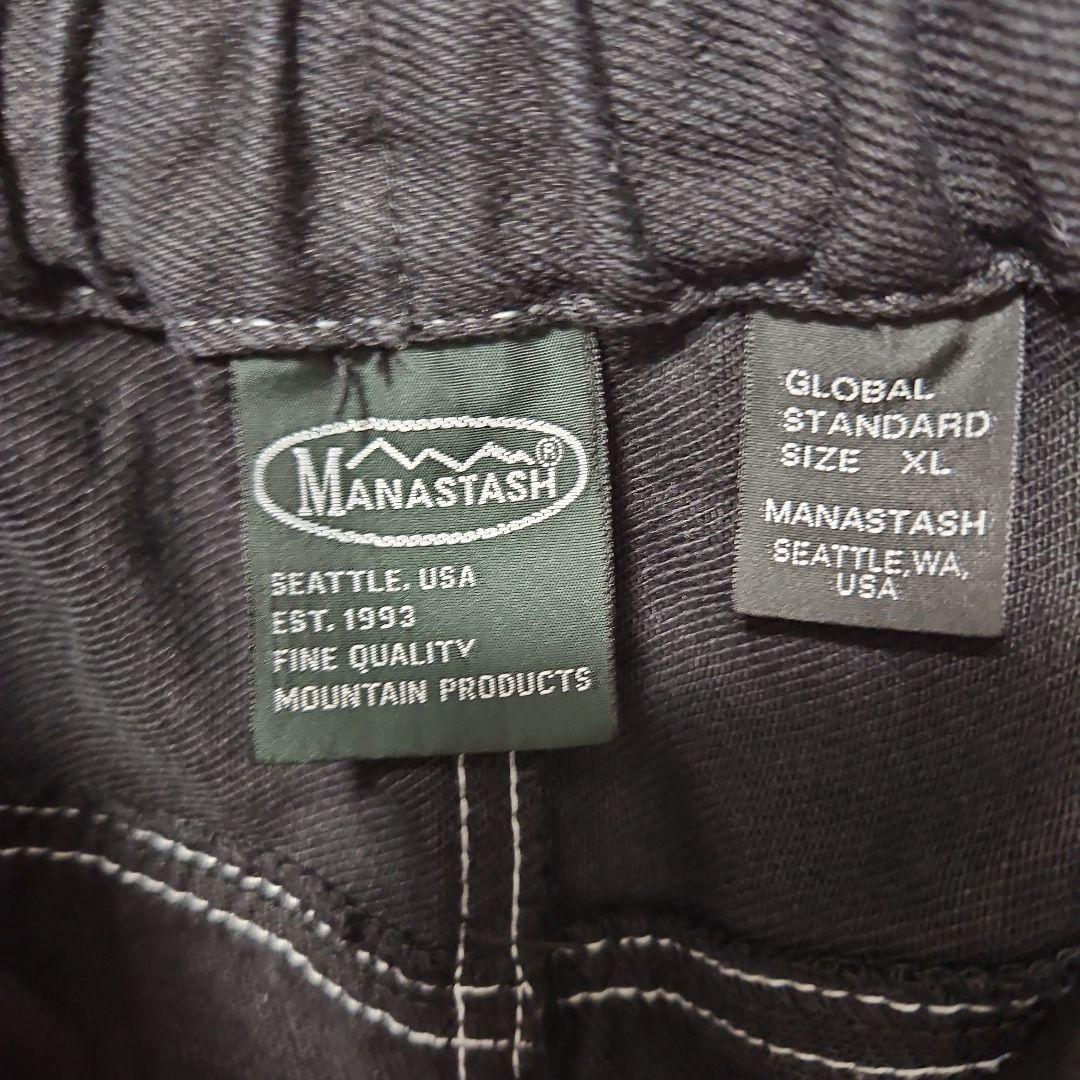 MANASTASH®
SEATTLE, USA
EST. 1993
FINE QUALITY
MOUNTAIN PRODUCTS
GLOBAL
STANDARD
SIZE XL
MANASTASH
SEATTLE,WA,
USA